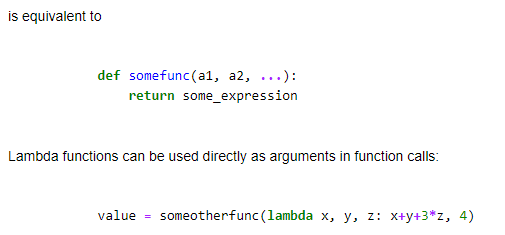 is equivalent to
def somefunc(a1, a2, ...):
return some_expression
Lambda functions can be used directly as arguments in function calls:
value = someotherfunc(lambda x, y, z: x+y+3*z, 4)